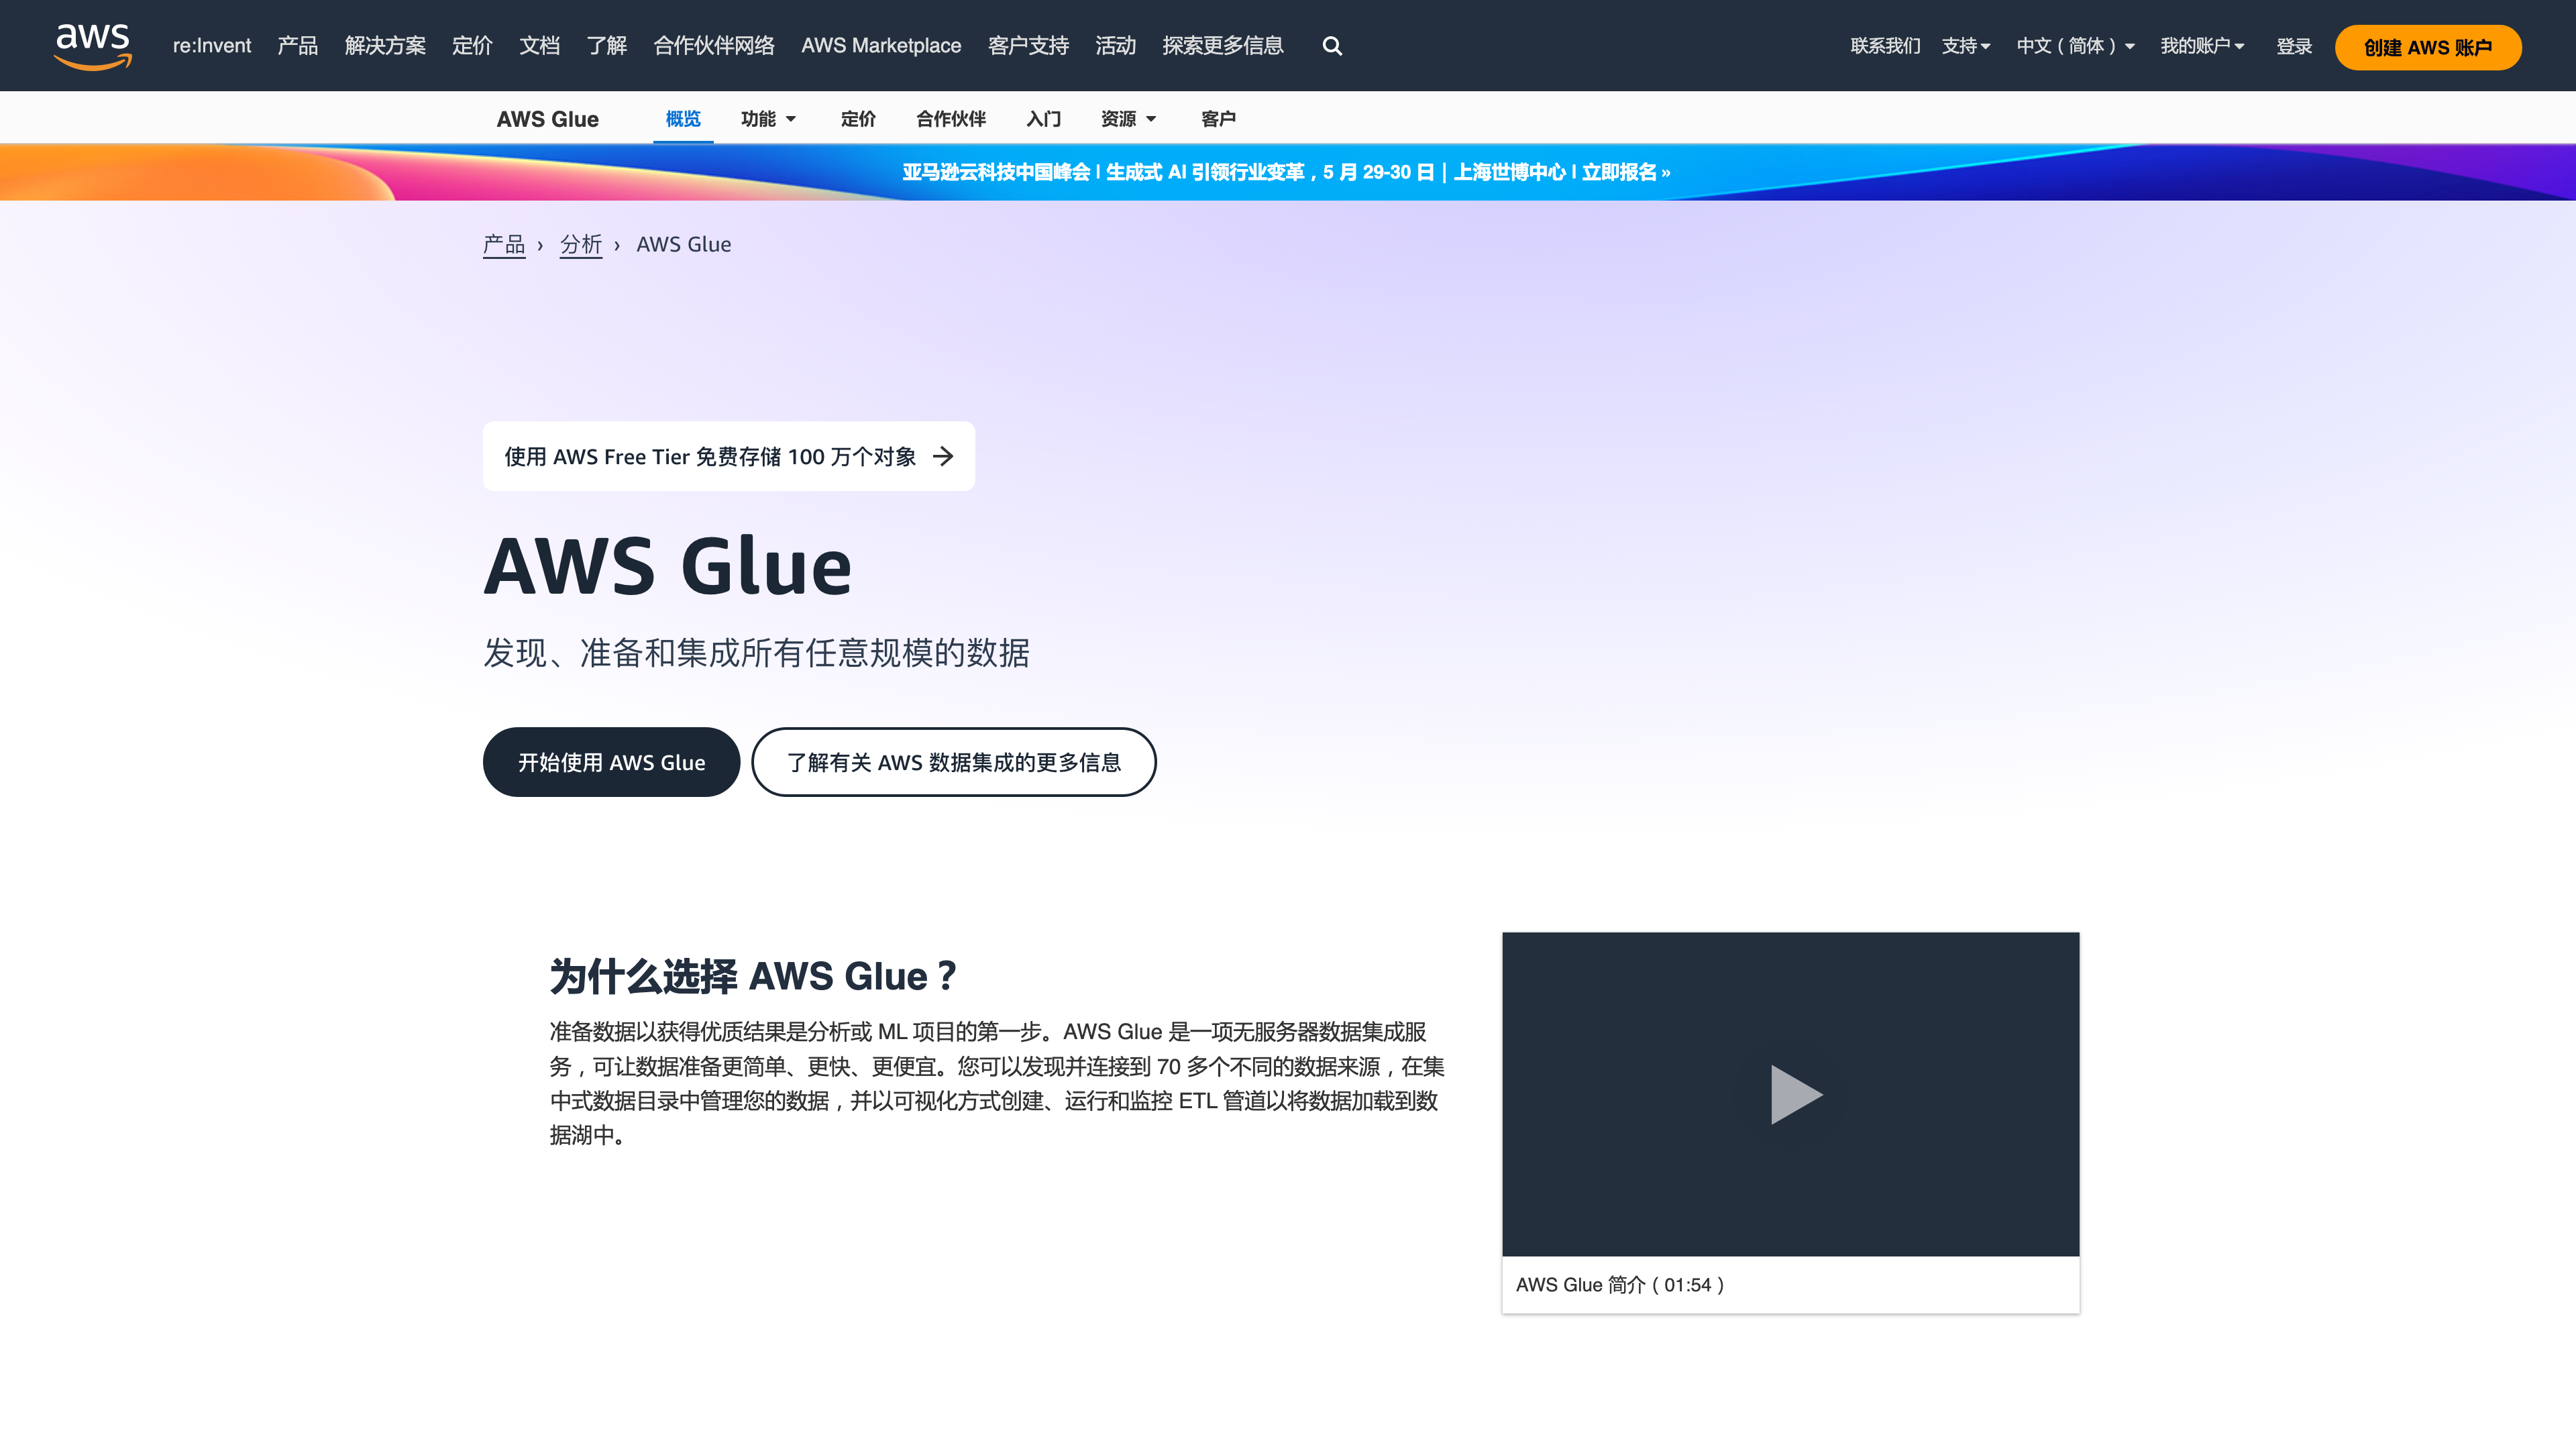 aws
re:Invent 产品 解决方案 定价 文档 了解 合作伙伴网络 AWS Marketplace 客户支持 活动 探索更多信息
联系我们 支持 中文（简体） 我的账户 登录 创建 AWS 账户
AWS Glue 概览 功能 定价 合作伙伴 入门 资源 客户
亚马逊云科技中国峰会 I 生成式 AI 引领行业变革，5 月 29-30 日｜上海世博中心 I 立即报名 »
产品 › 分析 › AWS Glue
使用 AWS Free Tier 免费存储 100 万个对象 →
AWS Glue
发现、准备和集成所有任意规模的数据
开始使用 AWS Glue
了解有关 AWS 数据集成的更多信息
为什么选择 AWS Glue？
准备数据以获得优质结果是分析或 ML 项目的第一步。AWS Glue 是一项无服务器数据集成服
务，可让数据准备更简单、更快、更便宜。您可以发现并连接到 70 多个不同的数据来源，在集
中式数据目录中管理您的数据，并以可视化方式创建、运行和监控 ETL 管道以将数据加载到数
据湖中。
AWS Glue 简介（01:54）